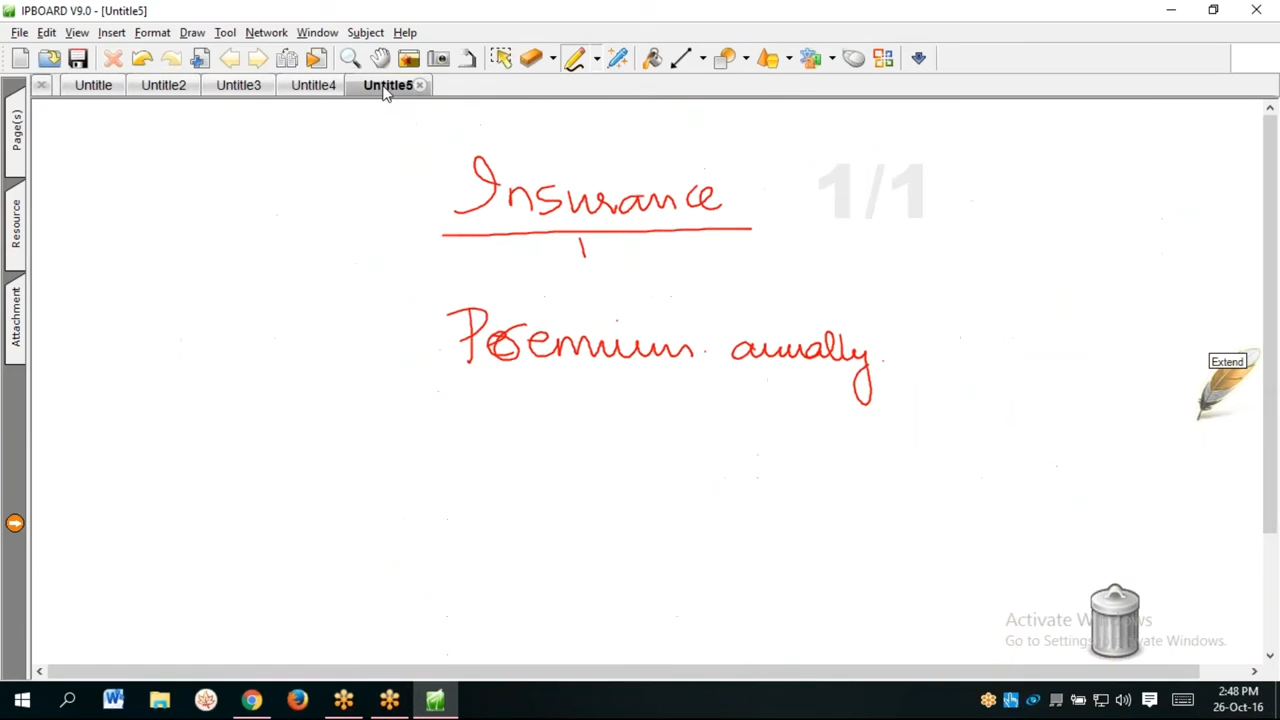 IPBOARD V9.0 - [Untitle5]
File Edit View Insert Format Draw Tool Network Window Subject Help
Untitle Untitle2 Untitle3 Untitle4 Untitle5
Page(s)
Resource
Attachment
1/1
Insurance
Premium anually
Extend
Activate Windows
Go to Settings to activate Windows.
2:48 PM
26-Oct-16